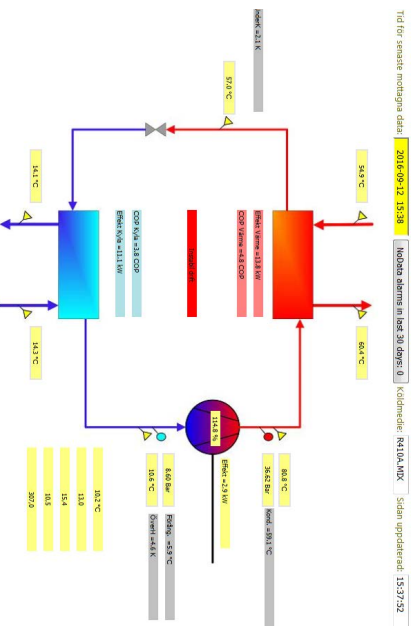 Tid för senaste mottagna data: 2016-09-12 15:38 NoData alarms in last 30 days: 0 Köldmedie: R410A.MIX Sidan uppdaterad: 15:37:52
54.9 °C
60.4 °C
=2.1 K
57.0 °C
Effekt Värme =13.8 kW
COP Värme =4.8 COP
80.8 °C
36.62 Bar
Kond. =59.1 °C
114.8 %
Effekt =2.9 kW
COP Kyla =3.8 COP
Effekt Kyla =11.1 kW
8.60 Bar
Föräng. =5.9 °C
10.6 °C
Överh =4.6 K
14.1 °C
14.3 °C
10.2 °C
13.0
15.4
10.5
307.0